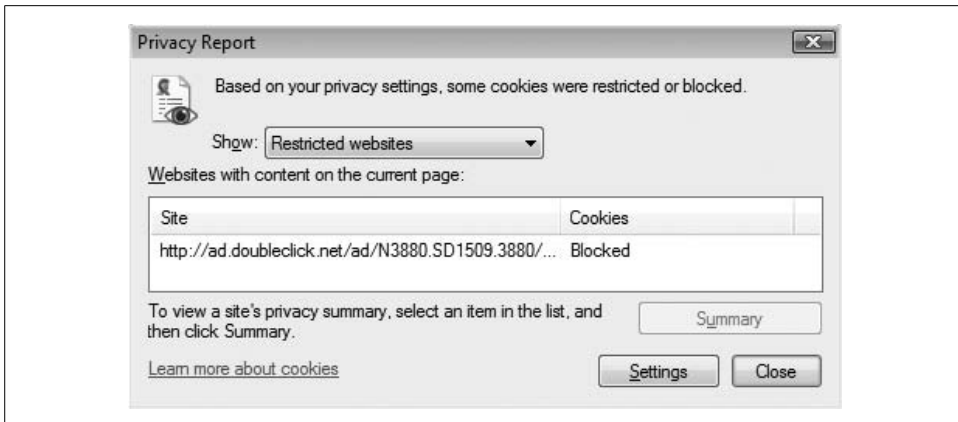 Privacy Report
Based on your privacy settings, some cookies were restricted or blocked.
Show: Restricted websites
Websites with content on the current page:
Site Cookies
http://ad.doubleclick.net/ad/N3880.SD1509.3880/... Blocked
To view a site's privacy summary, select an item in the list, and
then click Summary.
Summary
Learn more about cookies
Settings Close